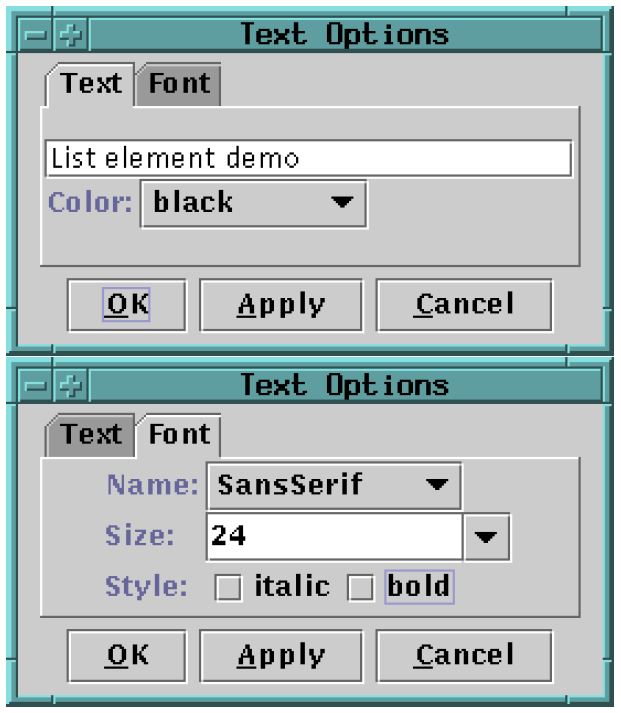 Text Options
Text Font
List element demo
Color: black
OK Apply Cancel
Text Options
Text Font
Name: SansSerif
Size: 24
Style: italic bold
OK Apply Cancel